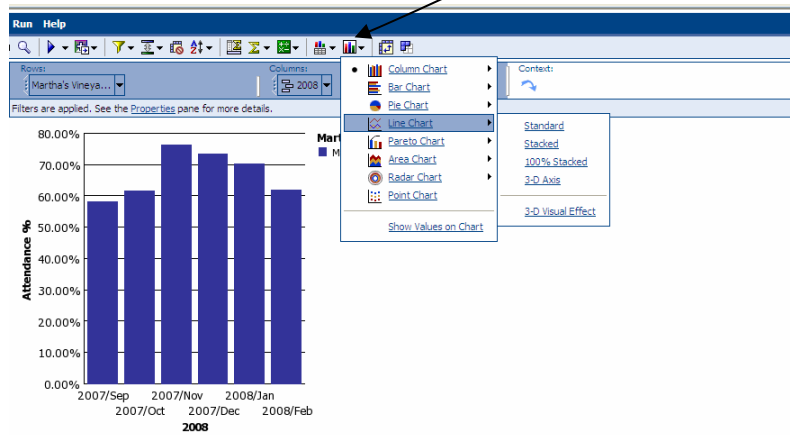 Run Help
Rows:
Martha's Vineya...
Columns:
2008
Context:
Filters are applied. See the Properties pane for more details.
Column Chart
Bar Chart
Pie Chart
Line Chart
Pareto Chart
Area Chart
Radar Chart
Point Chart
Show Values on Chart
Standard
Stacked
100% Stacked
3-D Axis
3-D Visual Effect
Mart
M
80.00%
70.00%
60.00%
50.00%
40.00%
30.00%
20.00%
10.00%
0.00%
Attendance %
2007/Sep 2007/Nov 2008/Jan
2007/Oct 2007/Dec 2008/Feb
2008